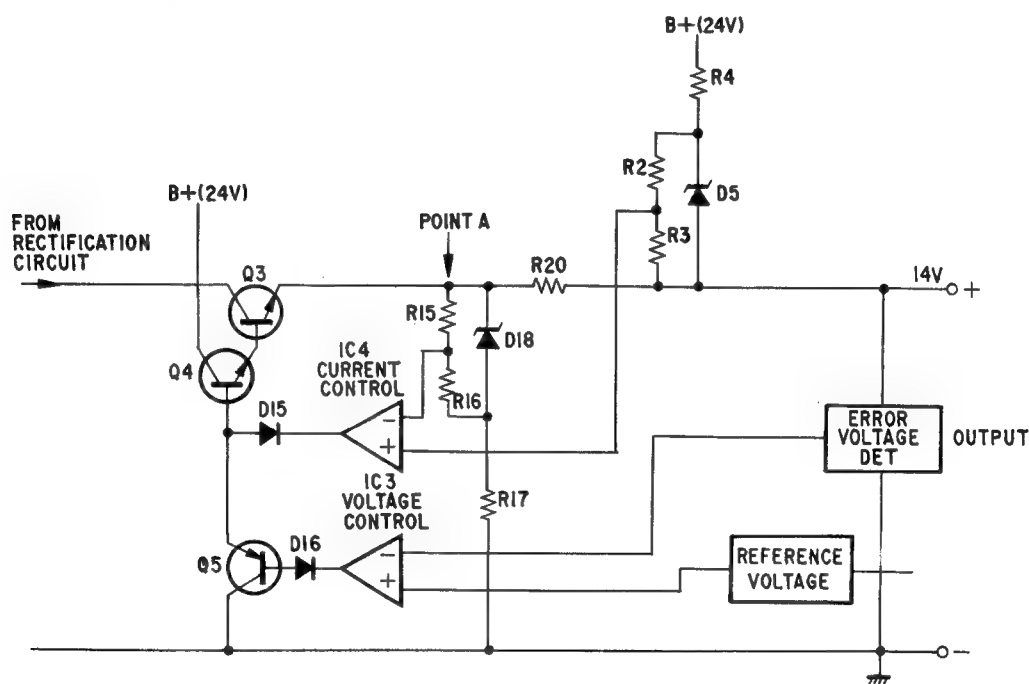 B+(24V)
R4
R2
D5
B+(24V)
FROM
RECTIFICATION
CIRCUIT
POINT A
R3
Q3
R20
14V
+
R15
D18
IC4
CURRENT
CONTROL
Q4
R16
D15
-
+
ERROR
VOLTAGE
DET
OUTPUT
IC3
VOLTAGE
CONTROL
R17
Q5
D16
-
+
REFERENCE
VOLTAGE
-